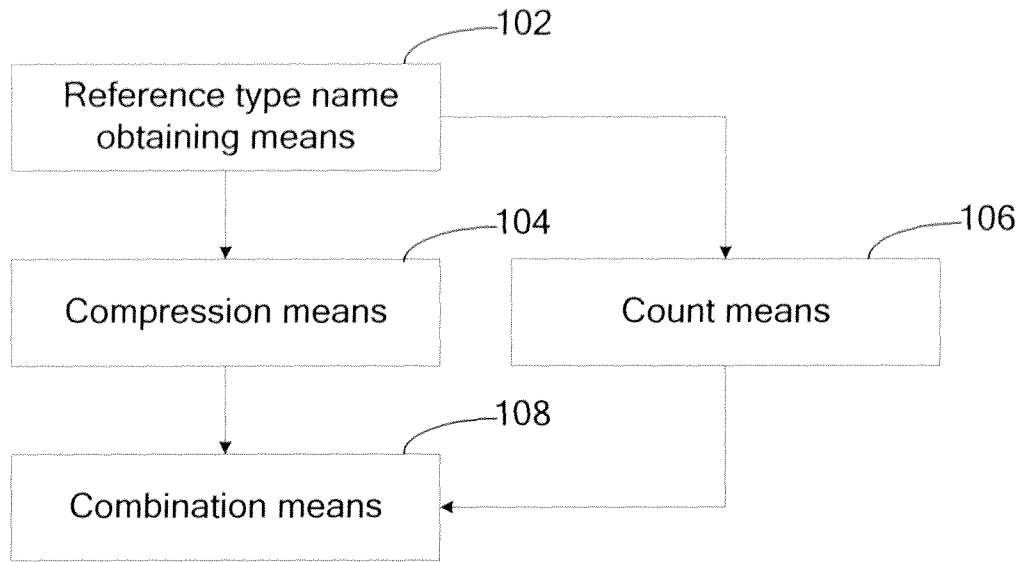 102
Reference type name
obtaining means
104
106
Compression means
Count means
108
Combination means